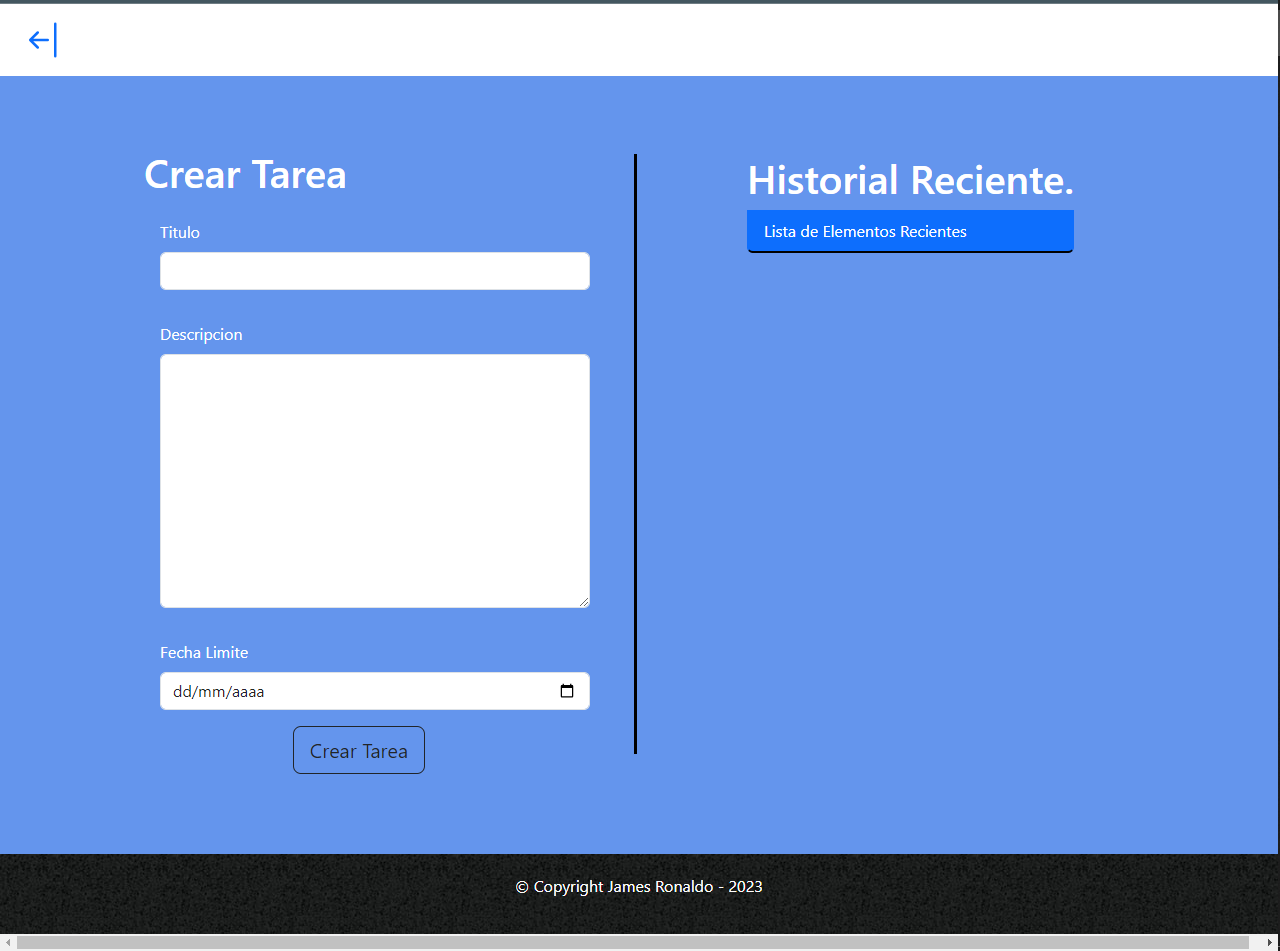 Crear Tarea
Titulo
Descripcion
Fecha Limite
dd/mm/aaaa
Crear Tarea
Historial Reciente.
Lista de Elementos Recientes
© Copyright James Ronaldo - 2023